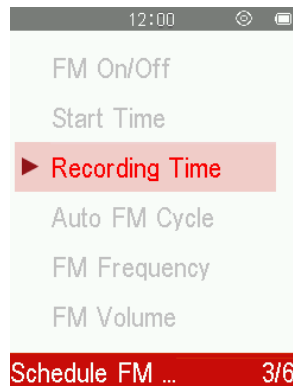 12:00
FM On/Off
Start Time
Recording Time
Auto FM Cycle
FM Frequency
FM Volume
Schedule FM ... 3/6